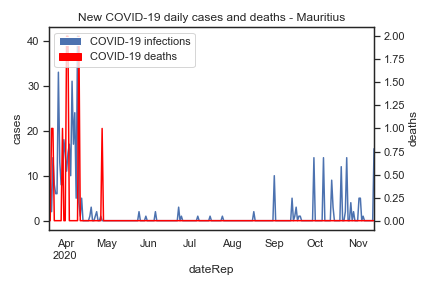 New COVID-19 daily cases and deaths - Mauritius
COVID-19 infections
COVID-19 deaths
cases
40
30
20
10
0
deaths
2.00
1.75
1.50
1.25
1.00
0.75
0.50
0.25
0.00
Apr May Jun Jul Aug Sep Oct Nov
2020
dateRep